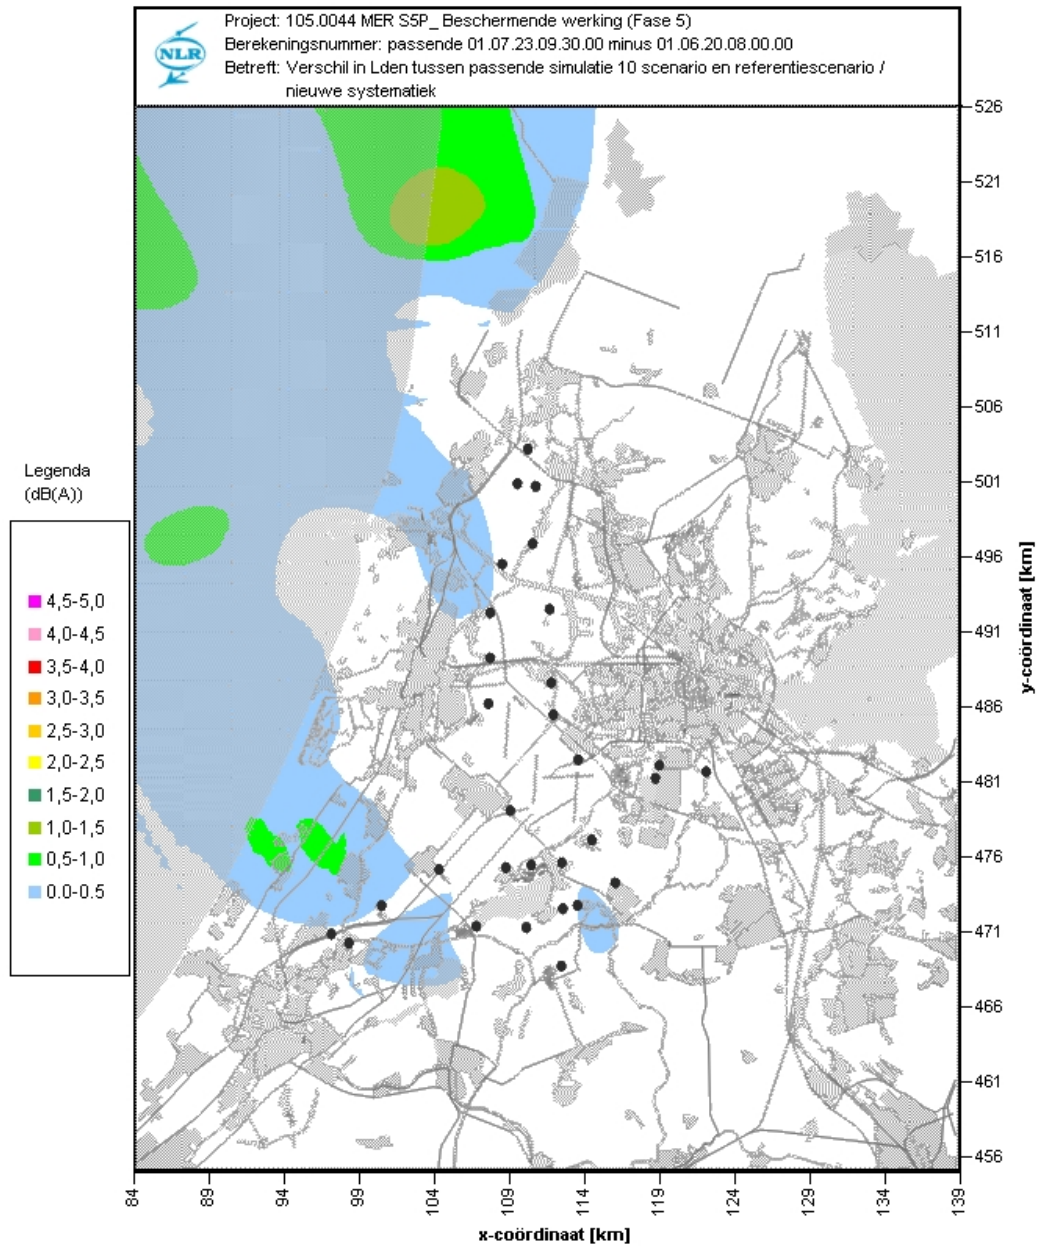 NLR
Project: 105.0044 MER S5P_ Beschermende werking (Fase 5)
Berekeningsnummer: passende 01.07.23.09.30.00 minus 01.06.20.08.00.00
Betreft: Verschil in Lden tussen passende simulatie 10 scenario en referentiescenario /
nieuwe systematiek
Legenda
(dB(A))
4,5-5,0
4,0-4,5
3,5-4,0
3,0-3,5
2,5-3,0
2,0-2,5
1,5-2,0
1,0-1,5
0,5-1,0
0.0-0.5
526
521
516
511
506
501
496
491
486
481
476
471
466
461
456
y-coördinaat [km]
84 89 94 99 104 109 114 119 124 129 134 139
x-coördinaat [km]